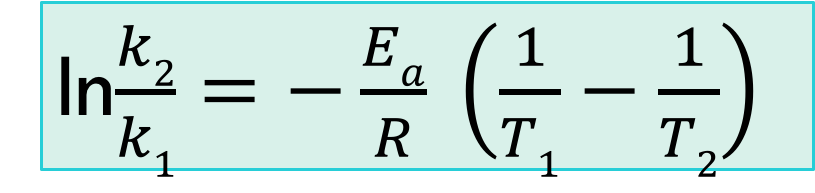 ln k₂/k₁ = − Eₐ/R (1/T₁ − 1/T₂)